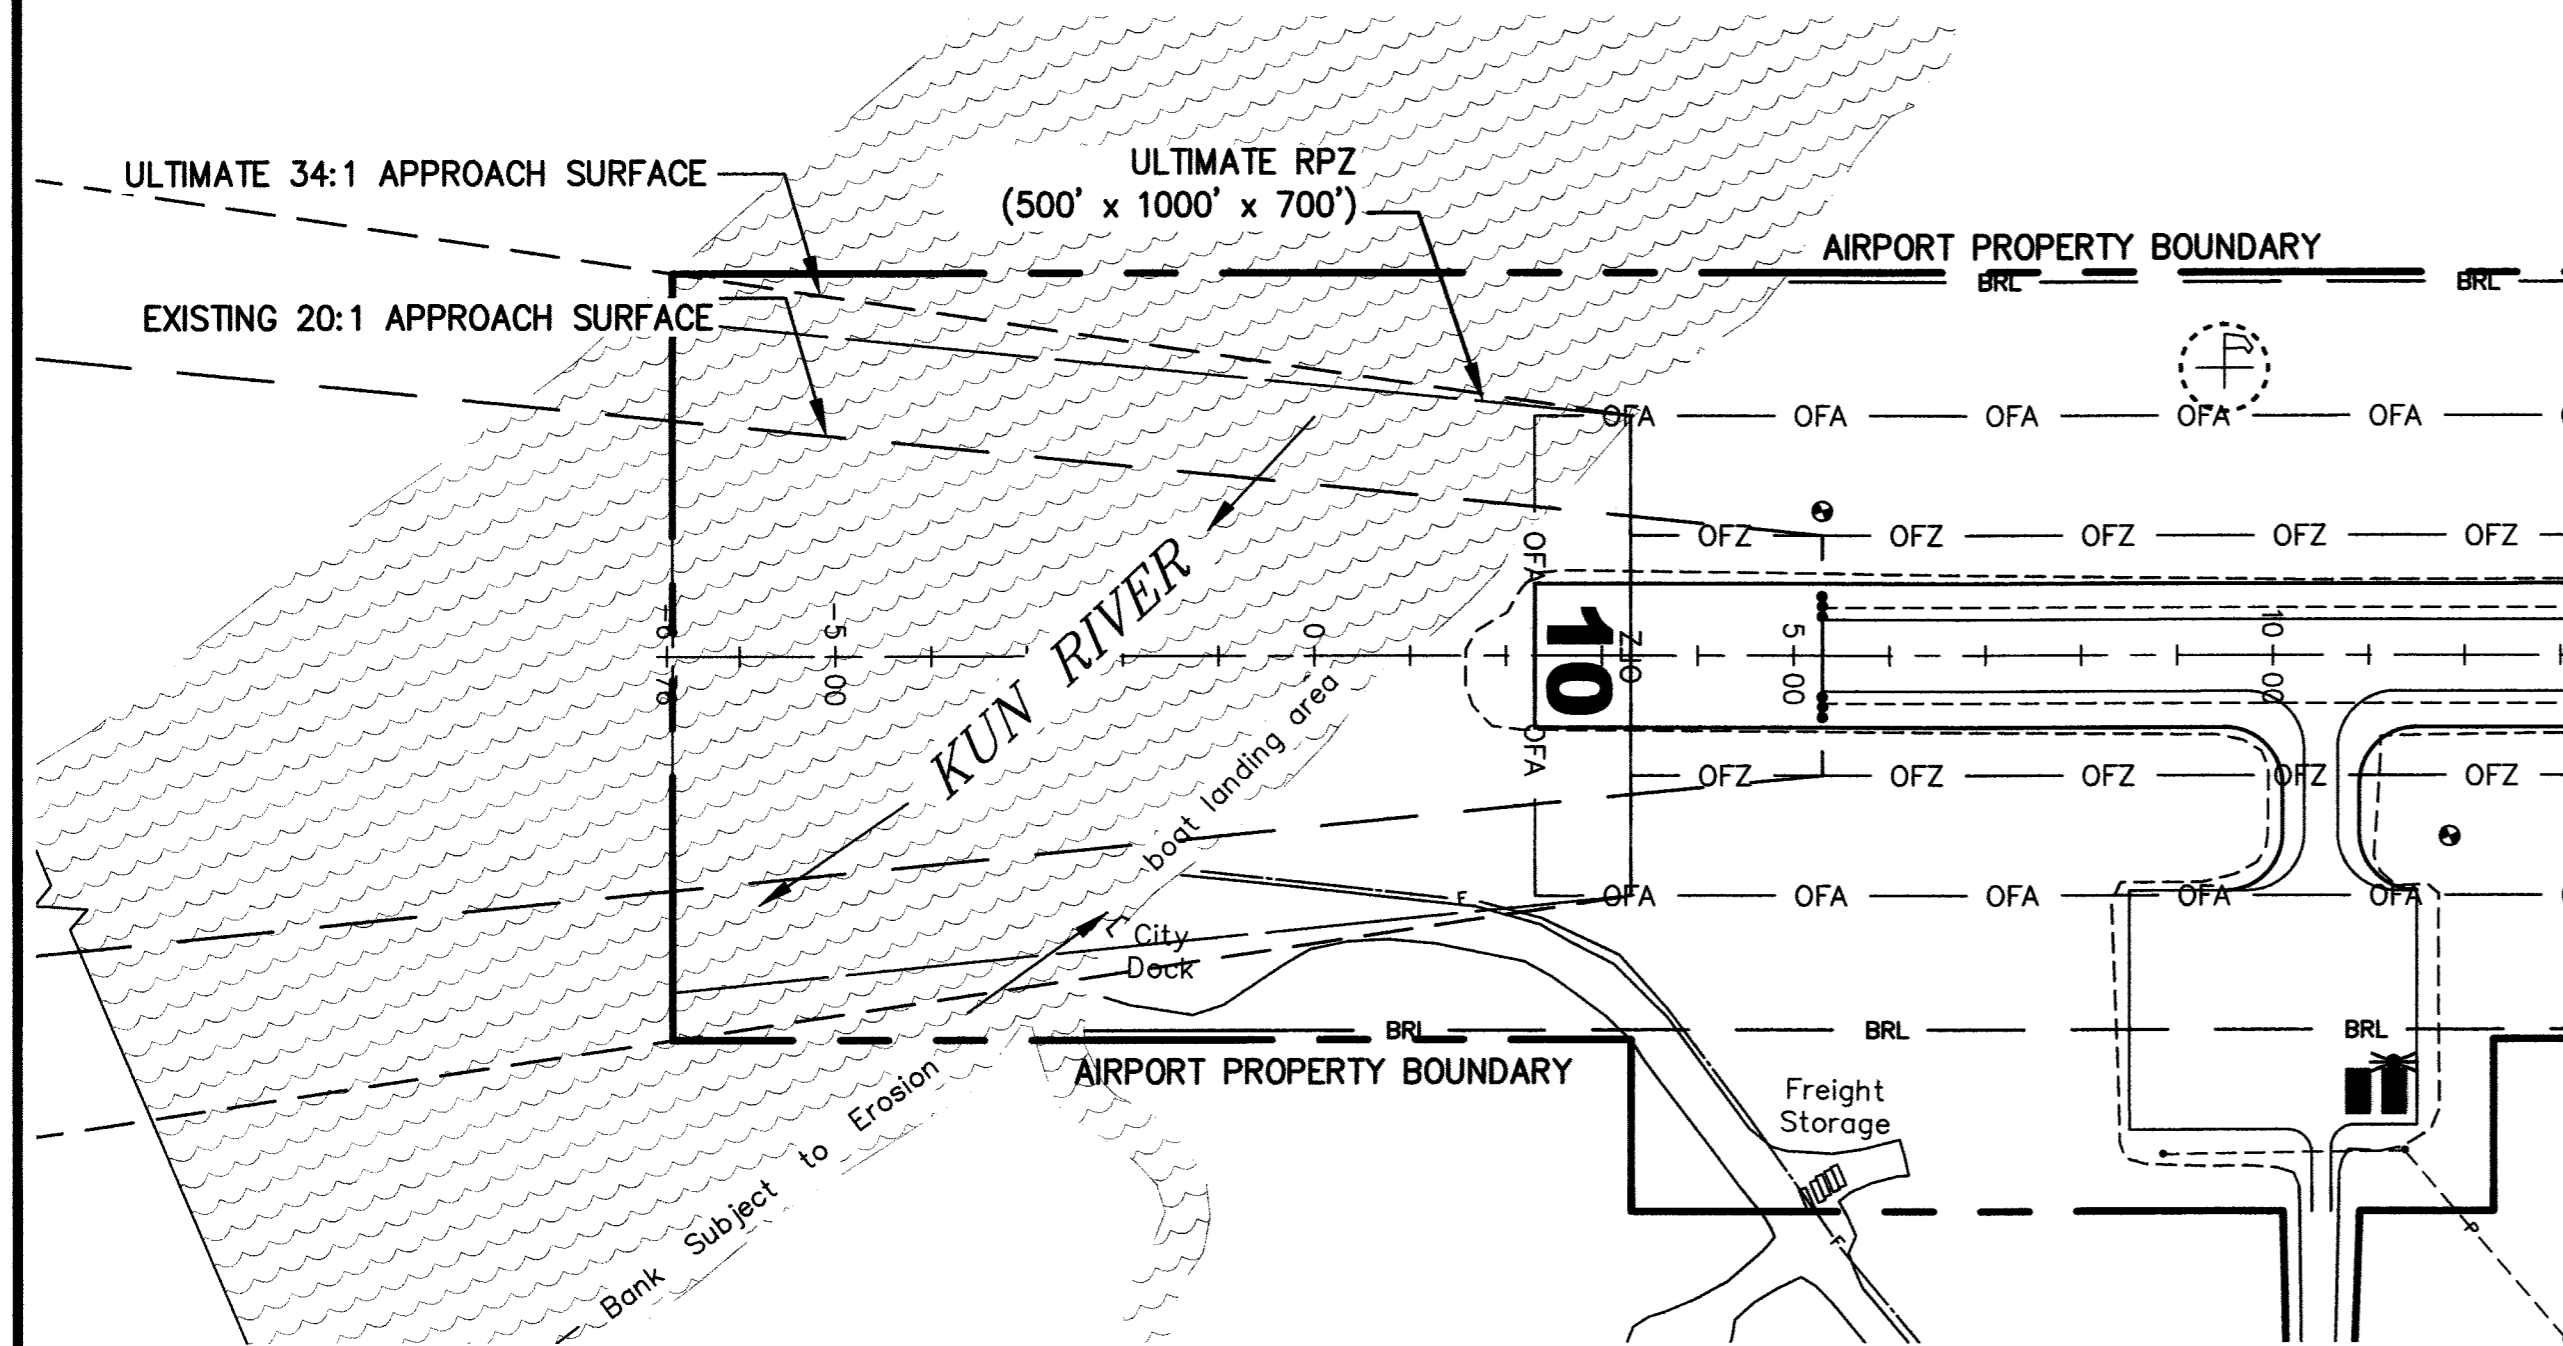 ULTIMATE 34:1 APPROACH SURFACE
ULTIMATE RPZ
(500' x 1000' x 700')
AIRPORT PROPERTY BOUNDARY
BRL BRL
EXISTING 20:1 APPROACH SURFACE
OFA OFA OFA OFA OFA
OFZ OFZ OFZ OFZ OFZ
OFA
KUN RIVER
-5 00
0
10
5 00
10 00
OFA
boat landing area
OFZ OFZ OFZ OFZ OFZ
F
OFA OFA OFA OFA OFA
City
Dock
BRL BRL BRL
AIRPORT PROPERTY BOUNDARY
Freight
Storage
Bank Subject to Erosion
F
P